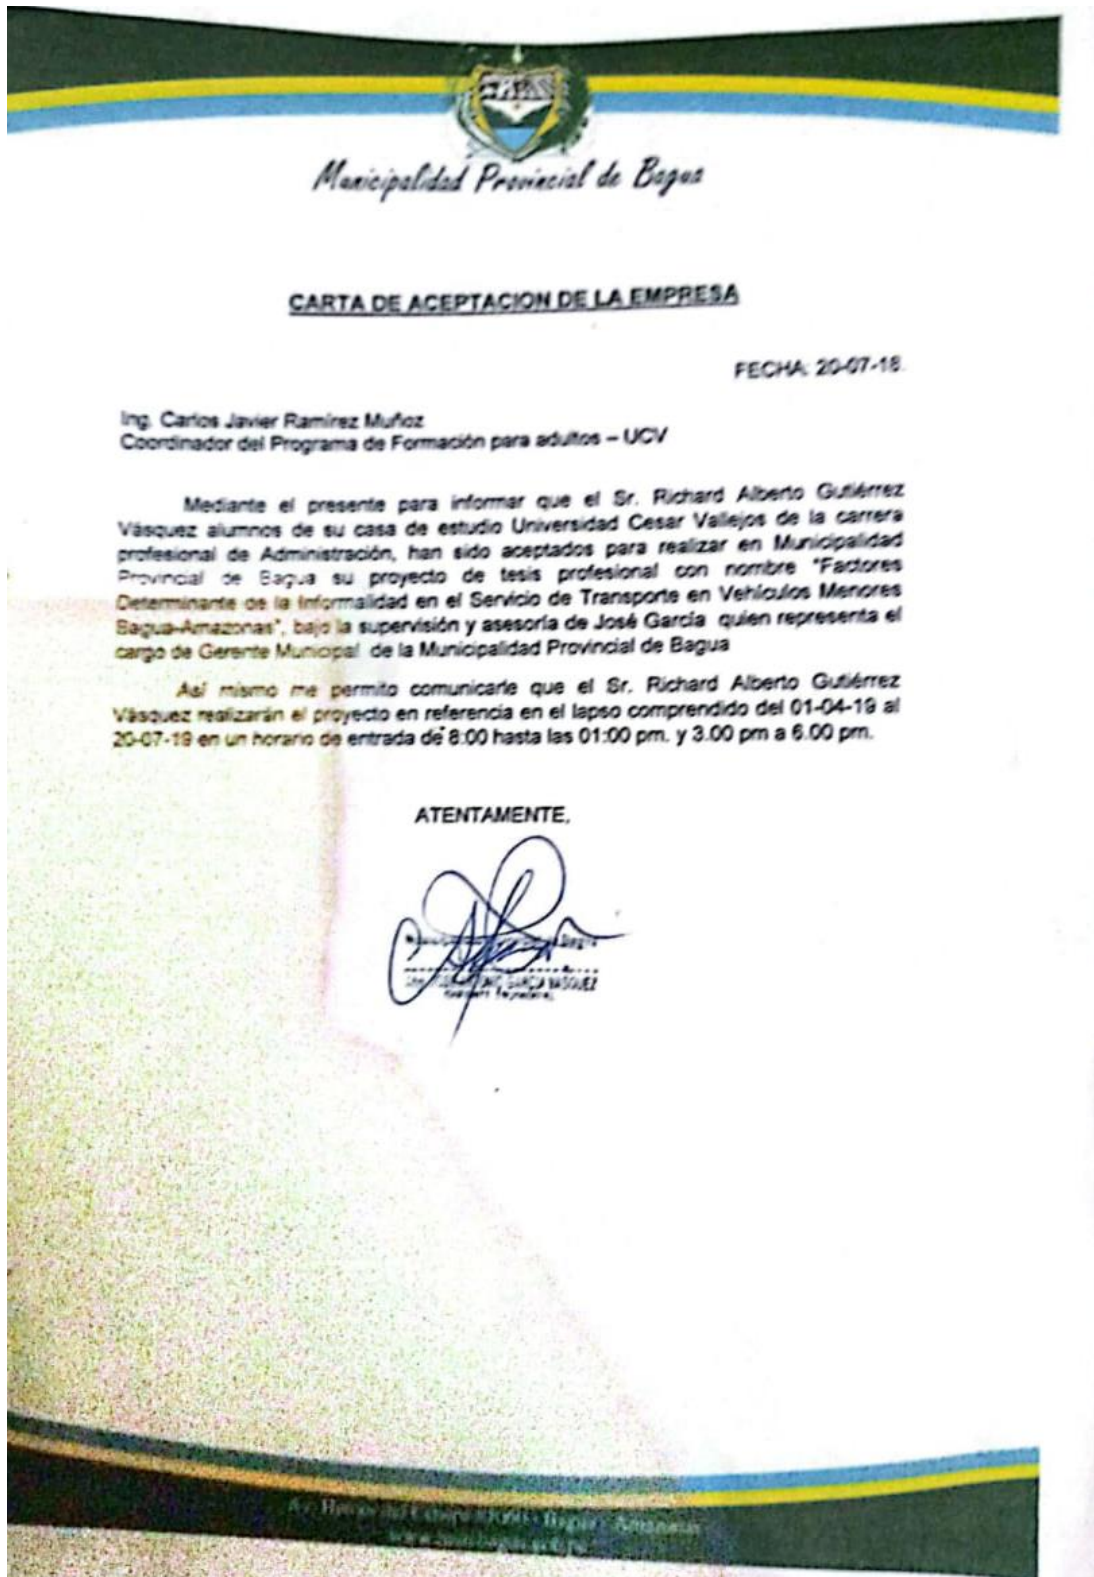 Municipalidad Provincial de Bagua
CARTA DE ACEPTACION DE LA EMPRESA
FECHA: 20-07-18.
Ing. Carlos Javier Ramírez Muñoz
Coordinador del Programa de Formación para adultos – UCV
Mediante el presente para informar que el Sr. Richard Alberto Gutiérrez
Vásquez alumnos de su casa de estudio Universidad Cesar Vallejos de la carrera
profesional de Administración, han sido aceptados para realizar en Municipalidad
Provincial de Bagua su proyecto de tesis profesional con nombre "Factores
Determinante de la Informalidad en el Servicio de Transporte en Vehículos Menores
Bagua-Amazonas", bajo la supervisión y asesoría de José García quien representa el
cargo de Gerente Municipal de la Municipalidad Provincial de Bagua
Así mismo me permito comunicarle que el Sr. Richard Alberto Gutiérrez
Vásquez realizarán el proyecto en referencia en el lapso comprendido del 01-04-19 al
20-07-19 en un horario de entrada de 8:00 hasta las 01:00 pm. y 3.00 pm a 6.00 pm.
ATENTAMENTE,
Bagua
GARCIA VASQUEZ
Bagua - Amazonas